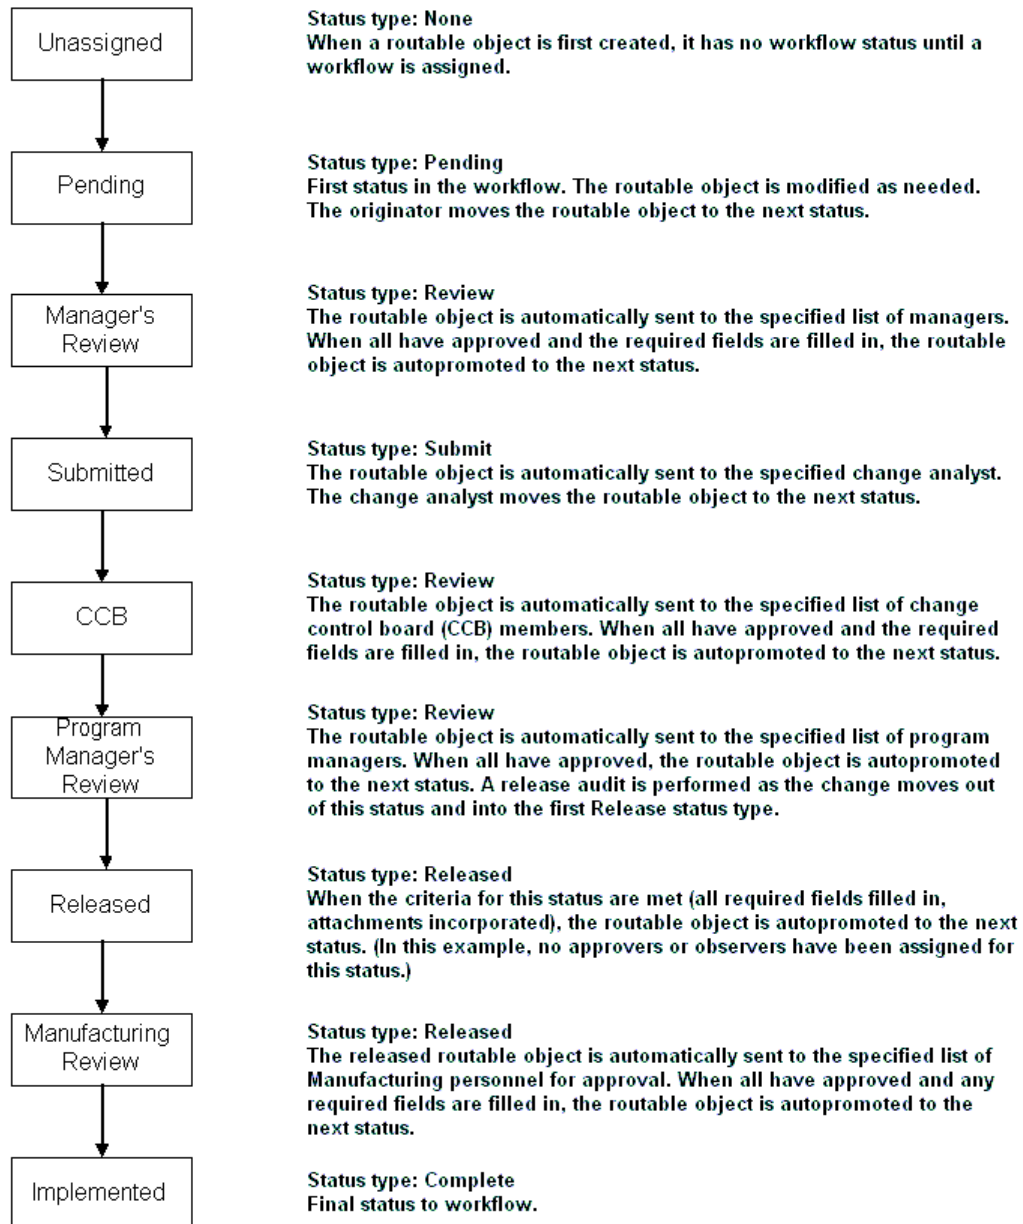 Unassigned
Status type: None
When a routable object is first created, it has no workflow status until a
workflow is assigned.
Pending
Status type: Pending
First status in the workflow. The routable object is modified as needed.
The originator moves the routable object to the next status.
Manager's
Review
Status type: Review
The routable object is automatically sent to the specified list of managers.
When all have approved and the required fields are filled in, the routable
object is autopromoted to the next status.
Submitted
Status type: Submit
The routable object is automatically sent to the specified change analyst.
The change analyst moves the routable object to the next status.
CCB
Status type: Review
The routable object is automatically sent to the specified list of change
control board (CCB) members. When all have approved and the required
fields are filled in, the routable object is autopromoted to the next status.
Program
Manager's
Review
Status type: Review
The routable object is automatically sent to the specified list of program
managers. When all have approved, the routable object is autopromoted
to the next status. A release audit is performed as the change moves out
of this status and into the first Release status type.
Released
Status type: Released
When the criteria for this status are met (all required fields filled in,
attachments incorporated), the routable object is autopromoted to the next
status. (In this example, no approvers or observers have been assigned for
this status.)
Manufacturing
Review
Status type: Released
The released routable object is automatically sent to the specified list of
Manufacturing personnel for approval. When all have approved and any
required fields are filled in, the routable object is autopromoted to the
next status.
Implemented
Status type: Complete
Final status to workflow.